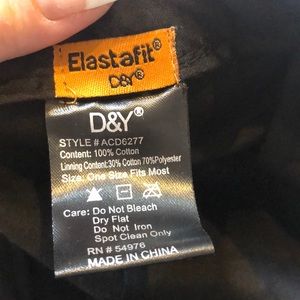 Elastafit®
D&Y®
D&Y®
STYLE # ACD6277
Content: 100% Cotton
Linning Content:30% Cotton 70%Polyester
Size: One Size Fits Most
Care: Do Not Bleach
Dry Flat
Do Not Iron
Spot Clean Only
RN # 54976
MADE IN CHINA